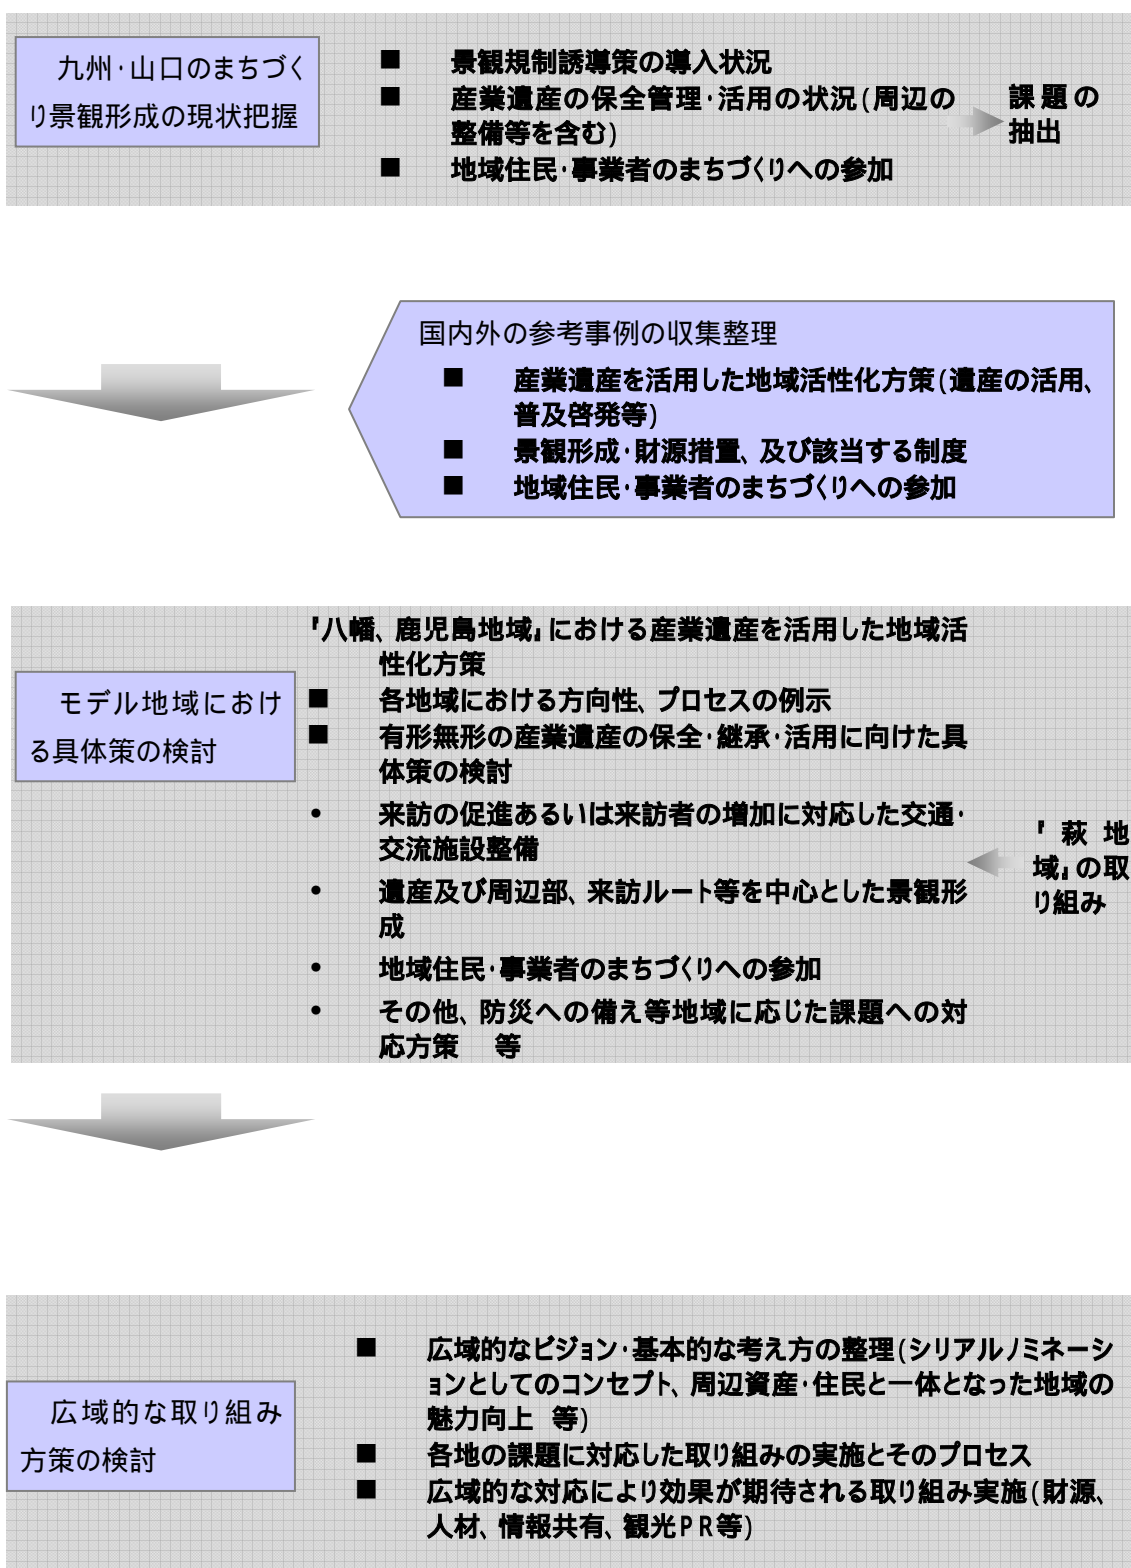 九州・山口のまちづく
り景観形成の現状把握
■ 景観規制誘導策の導入状況
■ 産業遺産の保全管理・活用の状況(周辺の
整備等を含む)
■ 地域住民・事業者のまちづくりへの参加
課題の
抽出
国内外の参考事例の収集整理
■ 産業遺産を活用した地域活性化方策(遺産の活用、
普及啓発等)
■ 景観形成・財源措置、及び該当する制度
■ 地域住民・事業者のまちづくりへの参加
『八幡、鹿児島地域』における産業遺産を活用した地域活
性化方策
モデル地域におけ
る具体策の検討
■ 各地域における方向性、プロセスの例示
■ 有形無形の産業遺産の保全・継承・活用に向けた具
体策の検討
• 来訪の促進あるいは来訪者の増加に対応した交通・
交流施設整備
• 遺産及び周辺部、来訪ルート等を中心とした景観形
成
• 地域住民・事業者のまちづくりへの参加
• その他、防災への備え等地域に応じた課題への対
応方策 等
『萩地
域』の取
り組み
広域的な取り組み
方策の検討
■ 広域的なビジョン・基本的な考え方の整理(シリアルノミネーシ
ョンとしてのコンセプト、周辺資産・住民と一体となった地域の
魅力向上 等)
■ 各地の課題に対応した取り組みの実施とそのプロセス
■ 広域的な対応により効果が期待される取り組み実施(財源、
人材、情報共有、観光PR等)